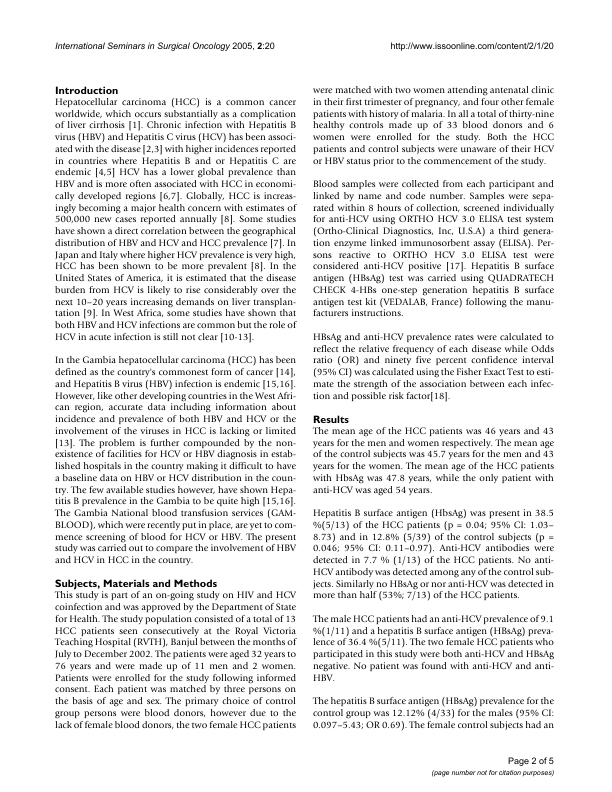 International Seminars in Surgical Oncology 2005, 2:20
http://www.issoonline.com/content/2/1/20
Introduction
Hepatocellular carcinoma (HCC) is a common cancer
worldwide, which occurs substantially as a complication
of liver cirrhosis [1]. Chronic infection with Hepatitis B
virus (HBV) and Hepatitis C virus (HCV) has been associ-
ated with the disease [2,3] with higher incidences reported
in countries where Hepatitis B and or Hepatitis C are
endemic [4,5] HCV has a lower global prevalence than
HBV and is more often associated with HCC in economi-
cally developed regions [6,7]. Globally, HCC is increas-
ingly becoming a major health concern with estimates of
500,000 new cases reported annually [8]. Some studies
have shown a direct correlation between the geographical
distribution of HBV and HCV and HCC prevalence [7]. In
Japan and Italy where higher HCV prevalence is very high,
HCC has been shown to be more prevalent [8]. In the
United States of America, it is estimated that the disease
burden from HCV is likely to rise considerably over the
next 10–20 years increasing demands on liver transplan-
tation [9]. In West Africa, some studies have shown that
both HBV and HCV infections are common but the role of
HCV in acute infection is still not clear [10-13].
In the Gambia hepatocellular carcinoma (HCC) has been
defined as the country's commonest form of cancer [14],
and Hepatitis B virus (HBV) infection is endemic [15,16].
However, like other developing countries in the West Afri-
can region, accurate data including information about
incidence and prevalence of both HBV and HCV or the
involvement of the viruses in HCC is lacking or limited
[13]. The problem is further compounded by the non-
existence of facilities for HCV or HBV diagnosis in estab-
lished hospitals in the country making it difficult to have
a baseline data on HBV or HCV distribution in the coun-
try. The few available studies however, have shown Hepa-
titis B prevalence in the Gambia to be quite high [15,16].
The Gambia National blood transfusion services (GAM-
BLOOD), which were recently put in place, are yet to com-
mence screening of blood for HCV or HBV. The present
study was carried out to compare the involvement of HBV
and HCV in HCC in the country.
Subjects, Materials and Methods
This study is part of an on-going study on HIV and HCV
coinfection and was approved by the Department of State
for Health. The study population consisted of a total of 13
HCC patients seen consecutively at the Royal Victoria
Teaching Hospital (RVTH), Banjul between the months of
July to December 2002. The patients were aged 32 years to
76 years and were made up of 11 men and 2 women.
Patients were enrolled for the study following informed
consent. Each patient was matched by three persons on
the basis of age and sex. The primary choice of control
group persons were blood donors, however due to the
lack of female blood donors, the two female HCC patients
were matched with two women attending antenatal clinic
in their first trimester of pregnancy, and four other female
patients with history of malaria. In all a total of thirty-nine
healthy controls made up of 33 blood donors and 6
women were enrolled for the study. Both the HCC
patients and control subjects were unaware of their HCV
or HBV status prior to the commencement of the study.
Blood samples were collected from each participant and
linked by name and code number. Samples were sepa-
rated within 8 hours of collection, screened individually
for anti-HCV using ORTHO HCV 3.0 ELISA test system
(Ortho-Clinical Diagnostics, Inc, U.S.A) a third genera-
tion enzyme linked immunosorbent assay (ELISA). Per-
sons reactive to ORTHO HCV 3.0 ELISA test were
considered anti-HCV positive [17]. Hepatitis B surface
antigen (HBsAg) test was carried using QUADRATECH
CHECK 4-HBs one-step generation hepatitis B surface
antigen test kit (VEDALAB, France) following the manu-
facturers instructions.
HBsAg and anti-HCV prevalence rates were calculated to
reflect the relative frequency of each disease while Odds
ratio (OR) and ninety five percent confidence interval
(95% CI) was calculated using the Fisher Exact Test to esti-
mate the strength of the association between each infec-
tion and possible risk factor[18].
Results
The mean age of the HCC patients was 46 years and 43
years for the men and women respectively. The mean age
of the control subjects was 45.7 years for the men and 43
years for the women. The mean age of the HCC patients
with HbsAg was 47.8 years, while the only patient with
anti-HCV was aged 54 years.
Hepatitis B surface antigen (HbsAg) was present in 38.5
%(5/13) of the HCC patients (p = 0.04; 95% CI: 1.03–
8.73) and in 12.8% (5/39) of the control subjects (p =
0.046; 95% CI: 0.11–0.97). Anti-HCV antibodies were
detected in 7.7 % (1/13) of the HCC patients. No anti-
HCV antibody was detected among any of the control sub-
jects. Similarly no HBsAg or nor anti-HCV was detected in
more than half (53%; 7/13) of the HCC patients.
The male HCC patients had an anti-HCV prevalence of 9.1
%(1/11) and a hepatitis B surface antigen (HBsAg) preva-
lence of 36.4 %(5/11). The two female HCC patients who
participated in this study were both anti-HCV and HBsAg
negative. No patient was found with anti-HCV and anti-
HBV.
The hepatitis B surface antigen (HBsAg) prevalence for the
control group was 12.12% (4/33) for the males (95% CI:
0.097–5.43; OR 0.69). The female control subjects had an
Page 2 of 5
(page number not for citation purposes)